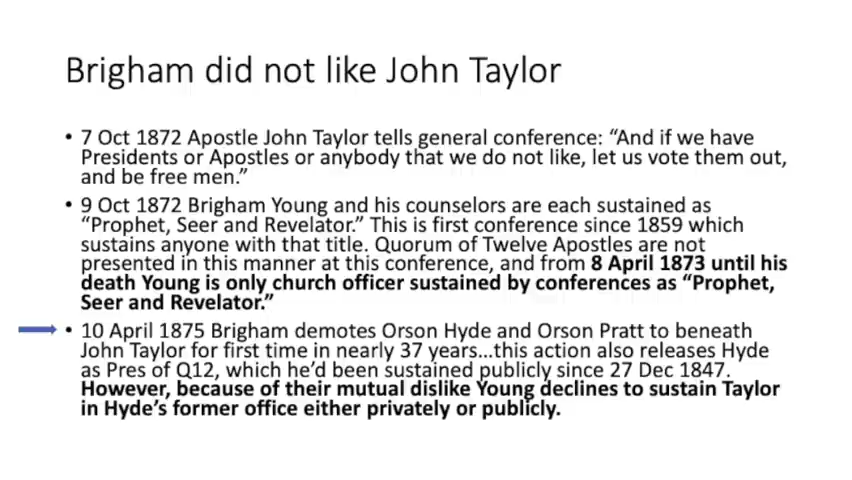 Brigham did not like John Taylor
• 7 Oct 1872 Apostle John Taylor tells general conference: “And if we have
Presidents or Apostles or anybody that we do not like, let us vote them out,
and be free men.”
• 9 Oct 1872 Brigham Young and his counselors are each sustained as
“Prophet, Seer and Revelator.” This is first conference since 1859 which
sustains anyone with that title. Quorum of Twelve Apostles are not
presented in this manner at this conference, and from 8 April 1873 until his
death Young is only church officer sustained by conferences as “Prophet,
Seer and Revelator.”
• 10 April 1875 Brigham demotes Orson Hyde and Orson Pratt to beneath
John Taylor for first time in nearly 37 years…this action also releases Hyde
as Pres of Q12, which he’d been sustained publicly since 27 Dec 1847.
However, because of their mutual dislike Young declines to sustain Taylor
in Hyde’s former office either privately or publicly.